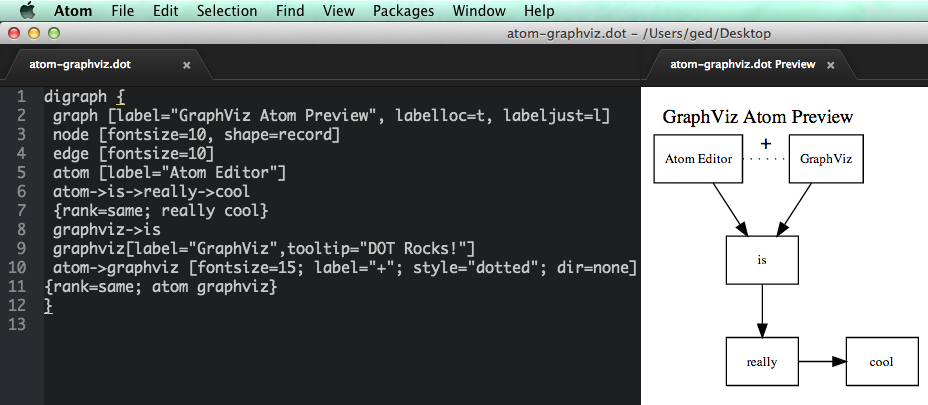 Atom File Edit Selection Find View Packages Window Help
atom-graphviz.dot – /Users/ged/Desktop
atom-graphviz.dot ×
atom-graphviz.dot Preview ×
1 digraph {
2 graph [label="GraphViz Atom Preview", labelloc=t, labeljust=l]
3 node [fontsize=10, shape=record]
4 edge [fontsize=10]
5 atom [label="Atom Editor"]
6 atom->is->really->cool
7 {rank=same; really cool}
8 graphviz->is
9 graphviz[label="GraphViz",tooltip="DOT Rocks!"]
10 atom->graphviz [fontsize=15; label="+"; style="dotted"; dir=none]
11 {rank=same; atom graphviz}
12 }
13
GraphViz Atom Preview
Atom Editor + GraphViz
is
really cool